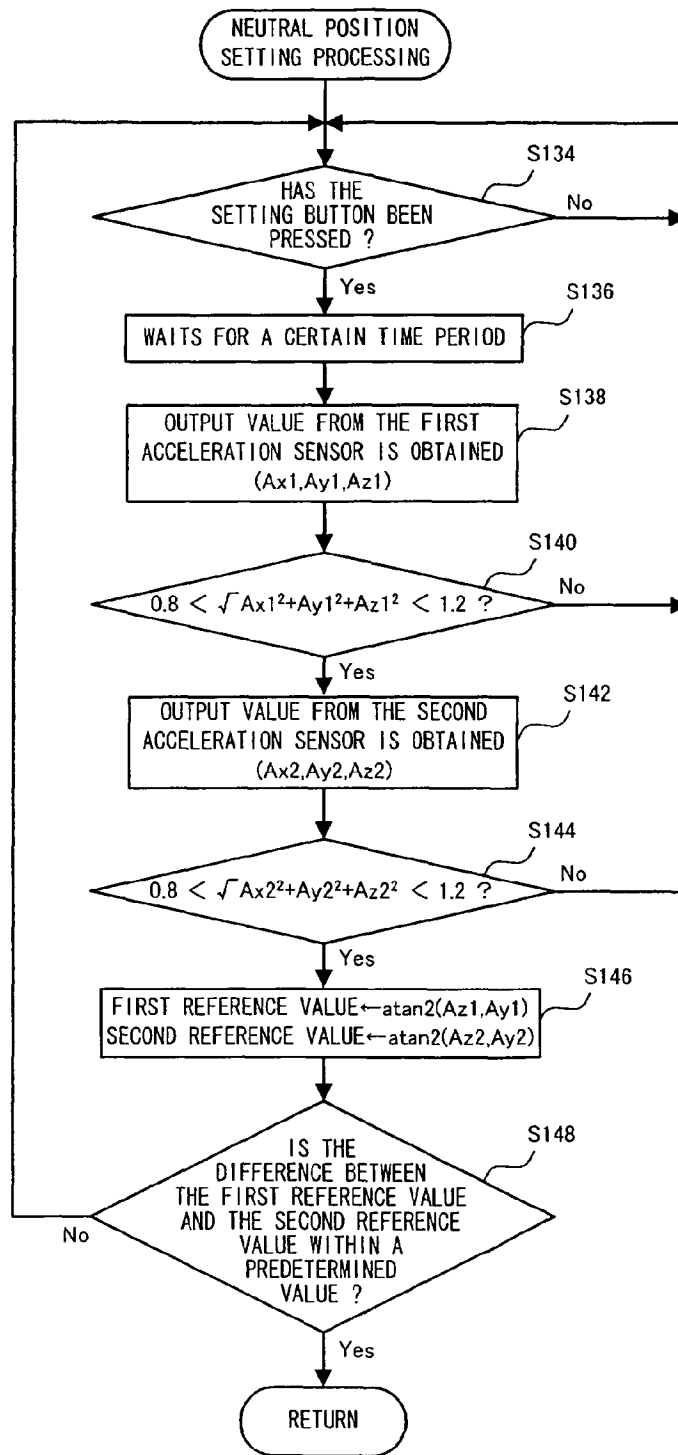 NEUTRAL POSITION
SETTING PROCESSING
S134
HAS THE
SETTING BUTTON BEEN
PRESSED ?
No
Yes
S136
WAITS FOR A CERTAIN TIME PERIOD
S138
OUTPUT VALUE FROM THE FIRST
ACCELERATION SENSOR IS OBTAINED
(Ax1,Ay1,Az1)
S140
0.8 < √Ax1²+Ay1²+Az1² < 1.2 ?
No
Yes
S142
OUTPUT VALUE FROM THE SECOND
ACCELERATION SENSOR IS OBTAINED
(Ax2,Ay2,Az2)
S144
0.8 < √Ax2²+Ay2²+Az2² < 1.2 ?
No
Yes
S146
FIRST REFERENCE VALUE←atan2(Az1,Ay1)
SECOND REFERENCE VALUE←atan2(Az2,Ay2)
S148
IS THE
DIFFERENCE BETWEEN
THE FIRST REFERENCE VALUE
AND THE SECOND REFERENCE
VALUE WITHIN A
PREDETERMINED
VALUE ?
No
Yes
RETURN